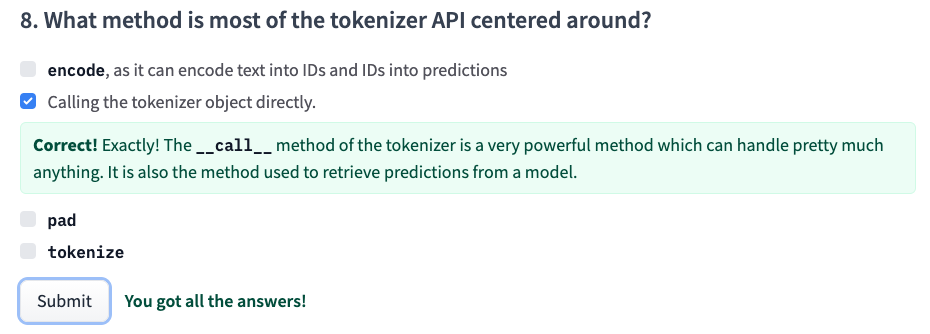 8. What method is most of the tokenizer API centered around?
encode, as it can encode text into IDs and IDs into predictions
Calling the tokenizer object directly.
Correct! Exactly! The __call__ method of the tokenizer is a very powerful method which can handle pretty much
anything. It is also the method used to retrieve predictions from a model.
pad
tokenize
Submit You got all the answers!